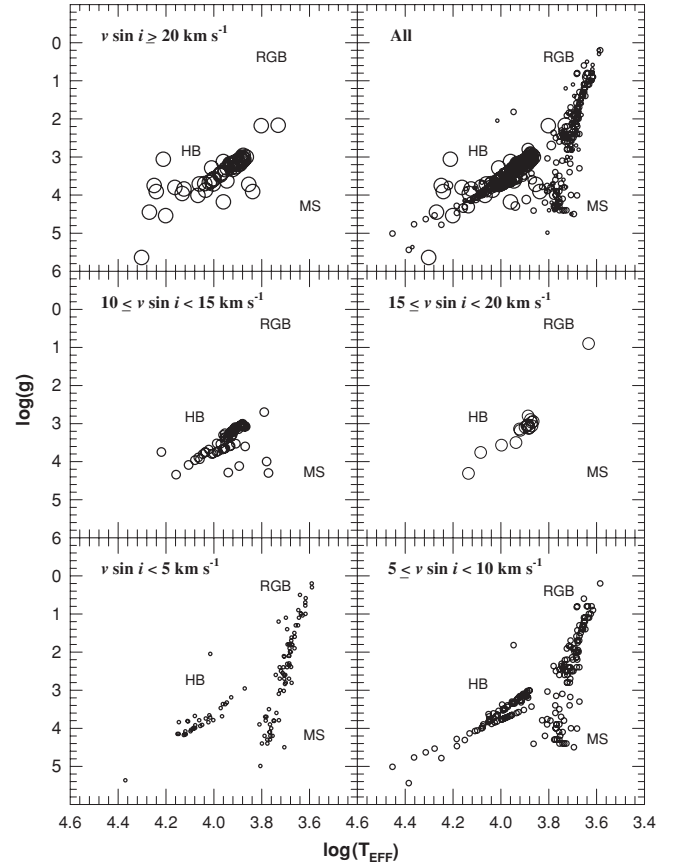 v sin i ≥ 20 km s⁻¹
RGB
HB
MS
0
1
2
3
4
5
6
All
RGB
HB
MS
10 ≤ v sin i < 15 km s⁻¹
RGB
HB
MS
0
1
2
3
4
5
6
15 ≤ v sin i < 20 km s⁻¹
RGB
HB
MS
v sin i < 5 km s⁻¹
RGB
HB
MS
0
1
2
3
4
5
5 ≤ v sin i < 10 km s⁻¹
RGB
HB
MS
log(g)
4.6 4.4 4.2 4.0 3.8 3.6 4.4 4.2 4.0 3.8 3.6 3.4
log(T_EFF)